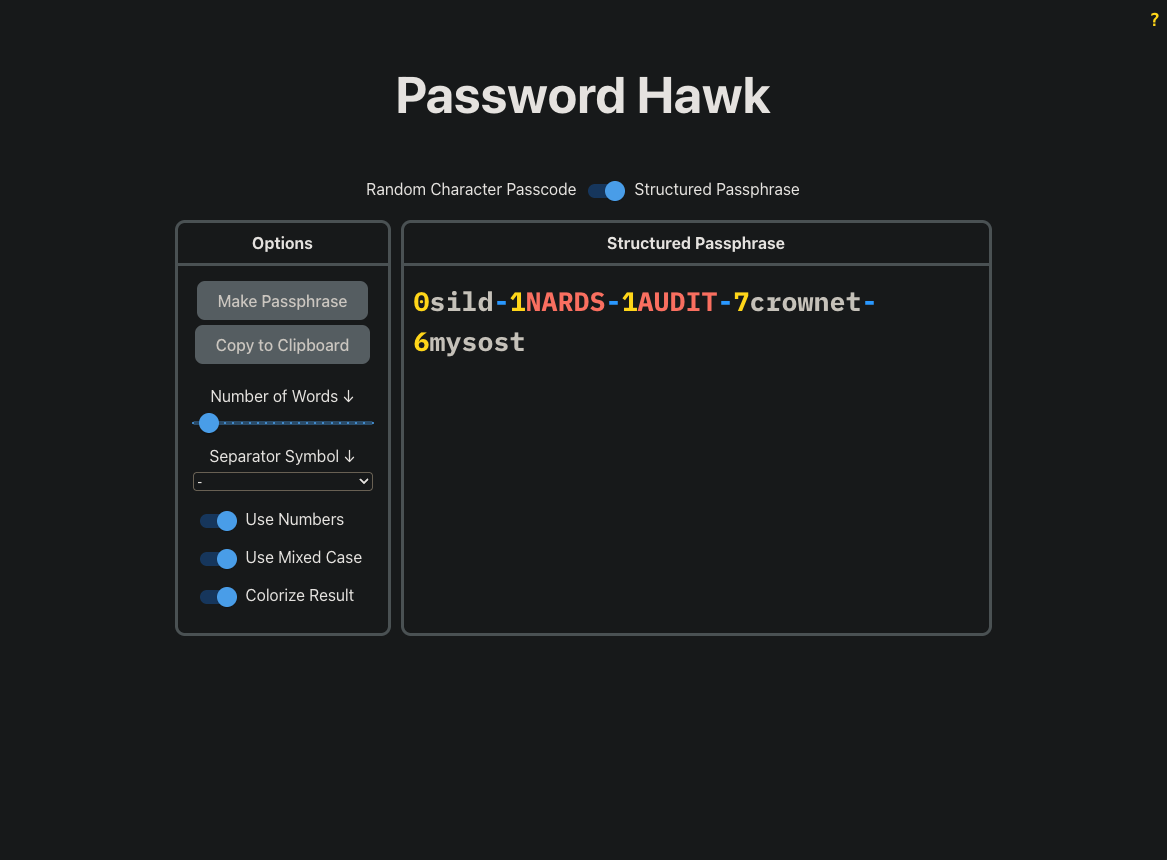 ?
Password Hawk
Random Character Passcode Structured Passphrase
Options
Make Passphrase
Copy to Clipboard
Number of Words ↓
Separator Symbol ↓
-
Use Numbers
Use Mixed Case
Colorize Result
Structured Passphrase
0sild-1NARDS-1AUDIT-7crownet-
6mysost